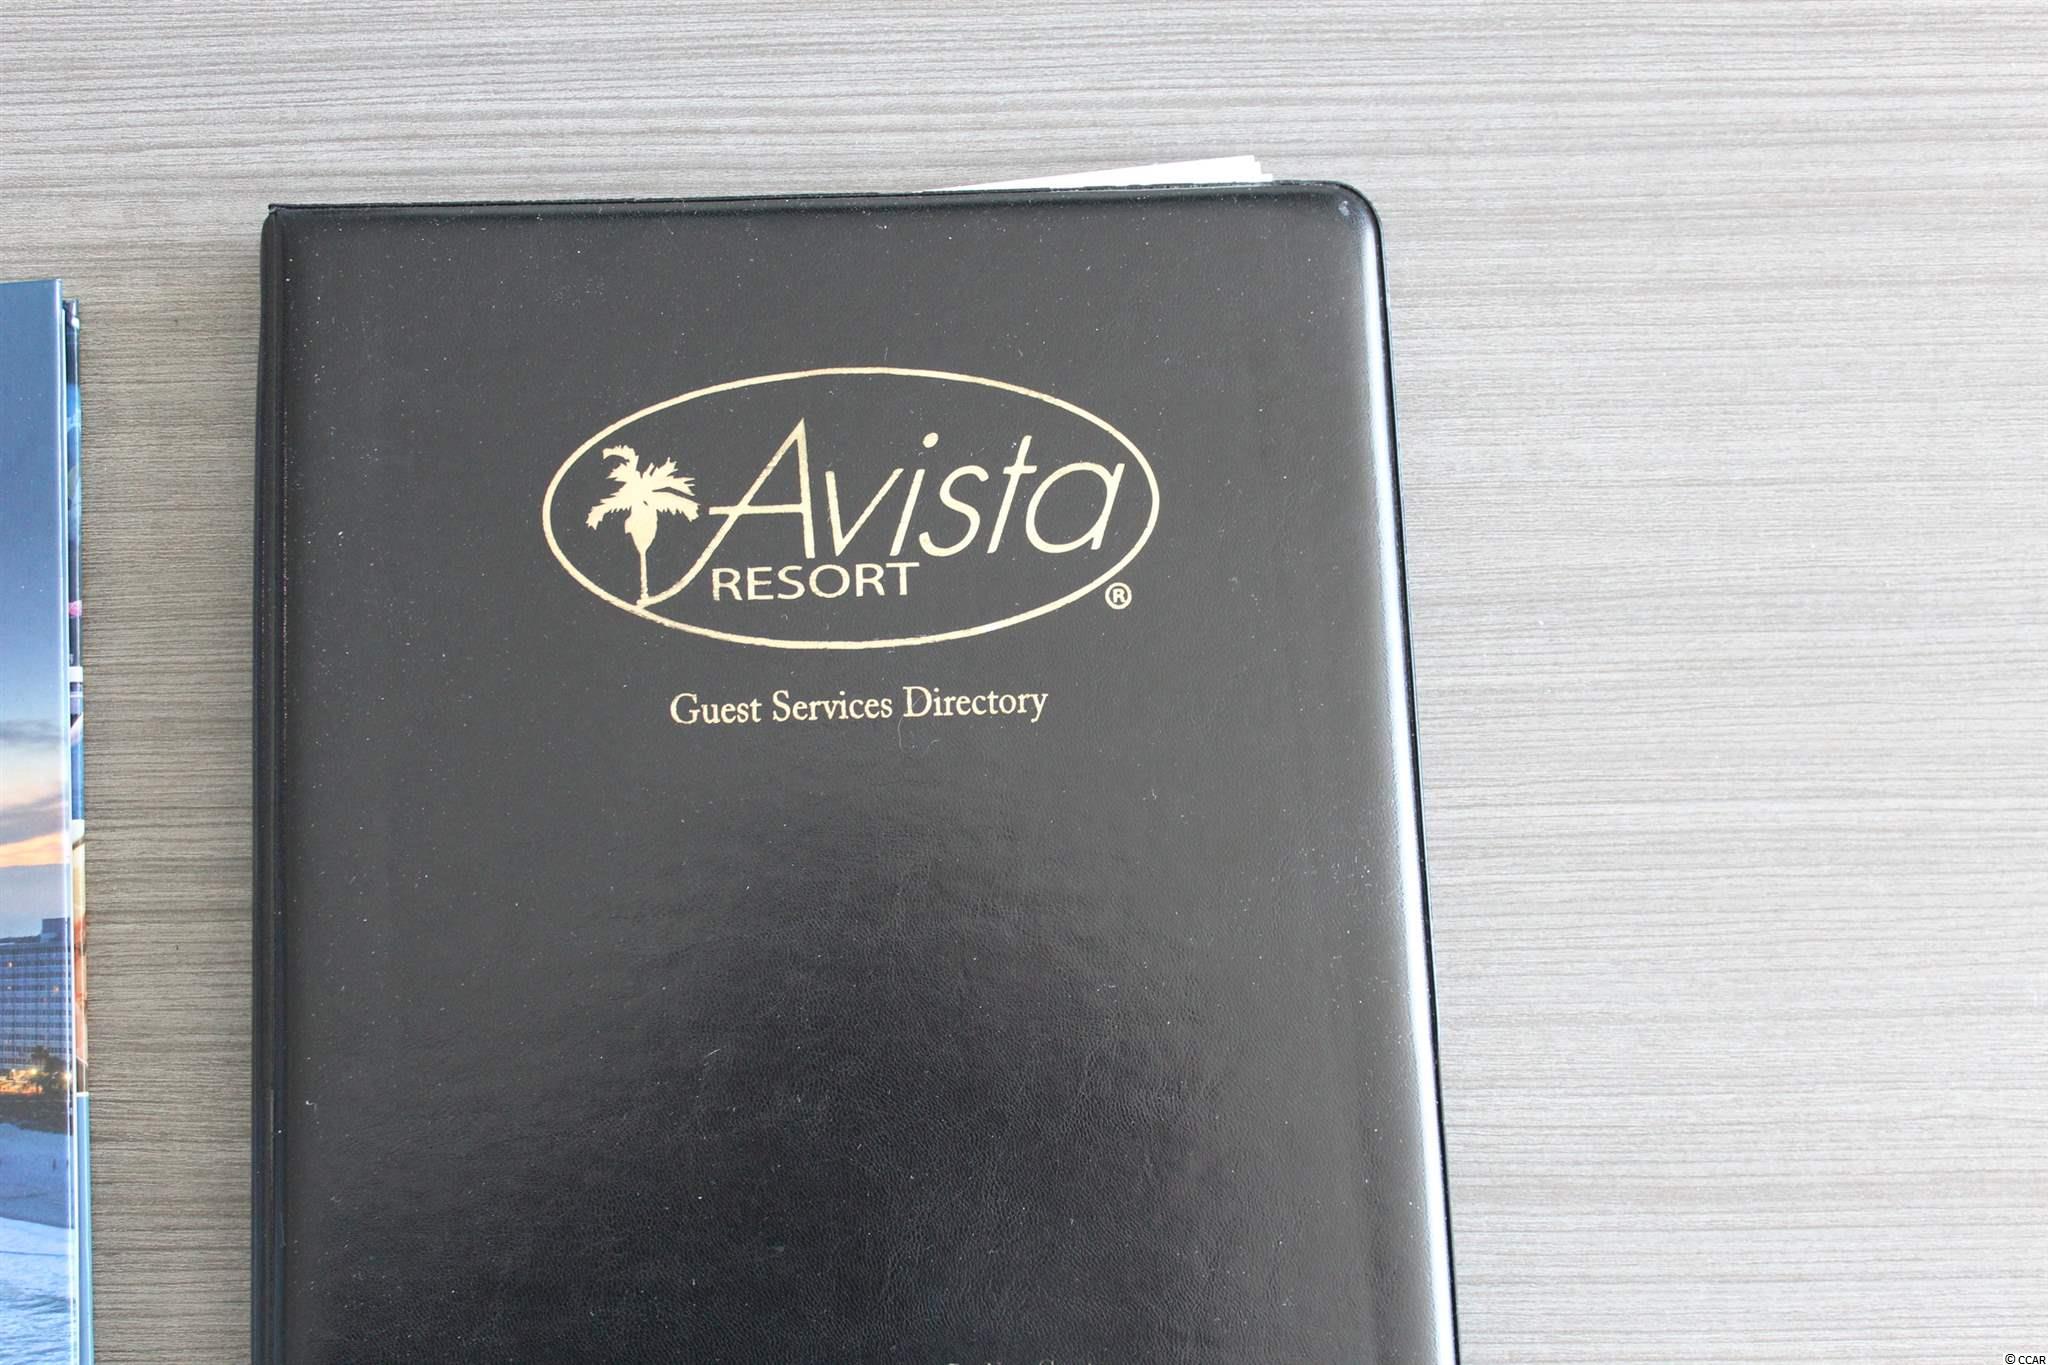 Avista
RESORT
®
Guest Services Directory
© CCAR